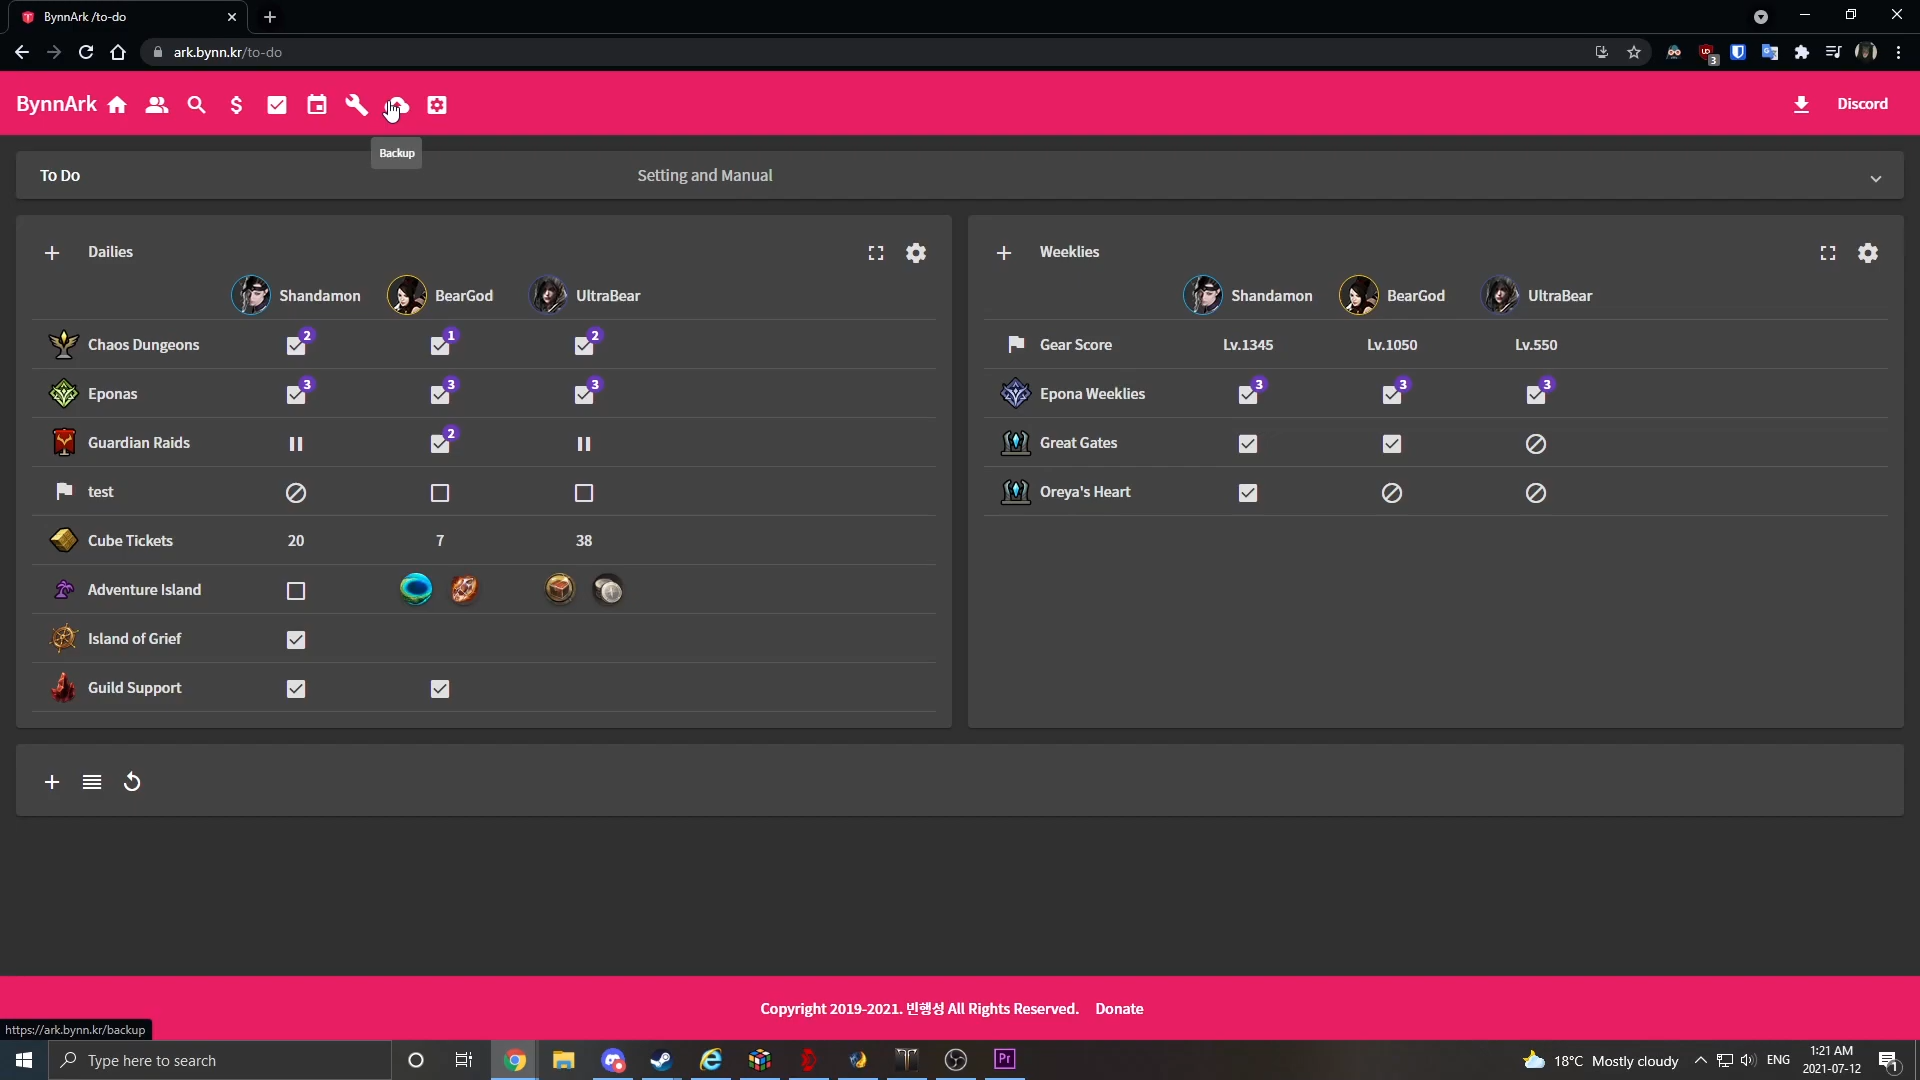 BynnArk /to-do
ark.bynn.kr/to-do
3
BynnArk
Discord
Backup
To Do
Setting and Manual
Dailies
Shandamon
BearGod
UltraBear
Chaos Dungeons
2
1
2
Eponas
3
3
3
Guardian Raids
2
test
Cube Tickets
20
7
38
Adventure Island
Island of Grief
Guild Support
Weeklies
Shandamon
BearGod
UltraBear
Gear Score
Lv.1345
Lv.1050
Lv.550
Epona Weeklies
3
3
3
Great Gates
Oreya's Heart
Copyright 2019-2021. 빈행성 All Rights Reserved.
Donate
https://ark.bynn.kr/backup
Type here to search
Pr
18°C Mostly cloudy
ENG
1:21 AM
2021-07-12
1